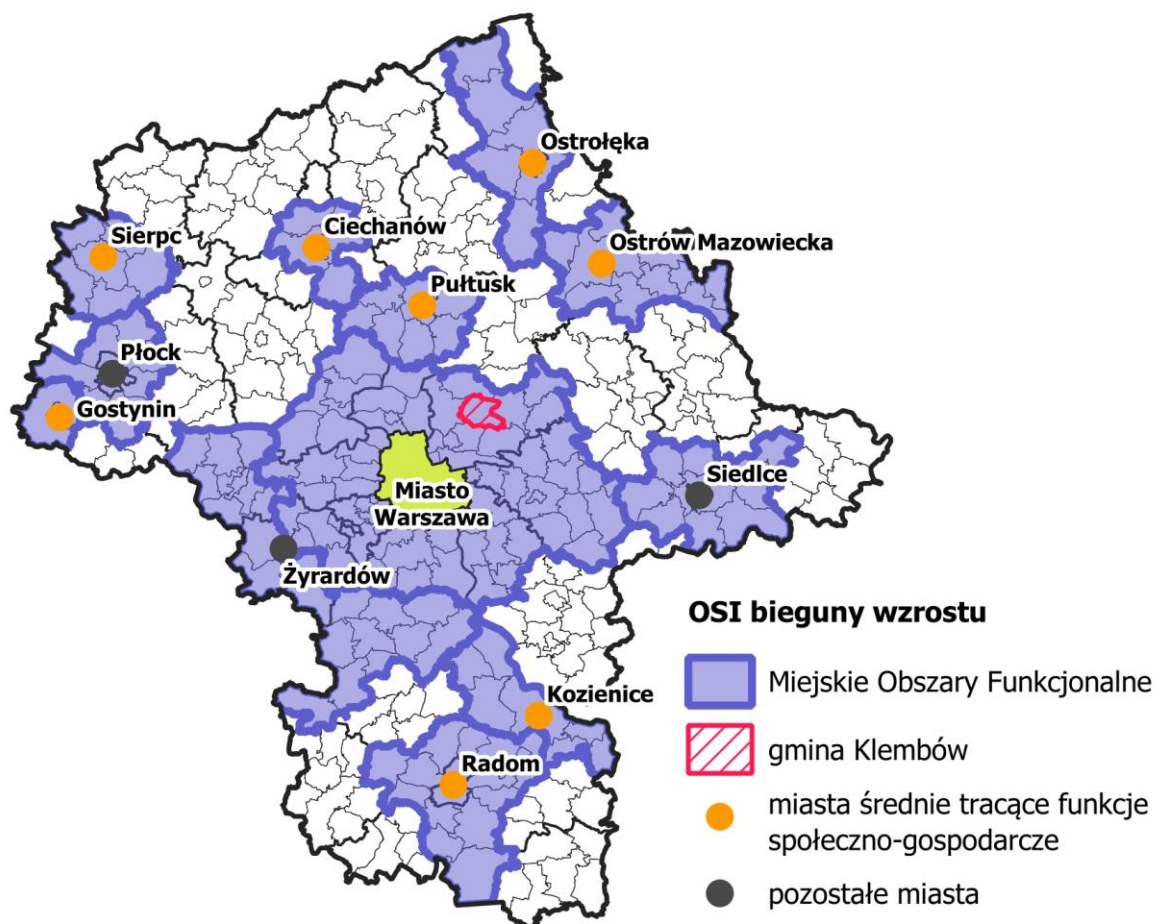 Ostrołęka
Ciechanów
Sierpc
Ostrów Mazowiecka
Pułtusk
Płock
Gostynin
Siedlce
Miasto
Warszawa
Żyrardów
OSI bieguny wzrostu
Miejskie Obszary Funkcjonalne
Kozienice
gmina Klembów
Radom
miasta średnie tracące funkcje
społeczno-gospodarcze
pozostałe miasta